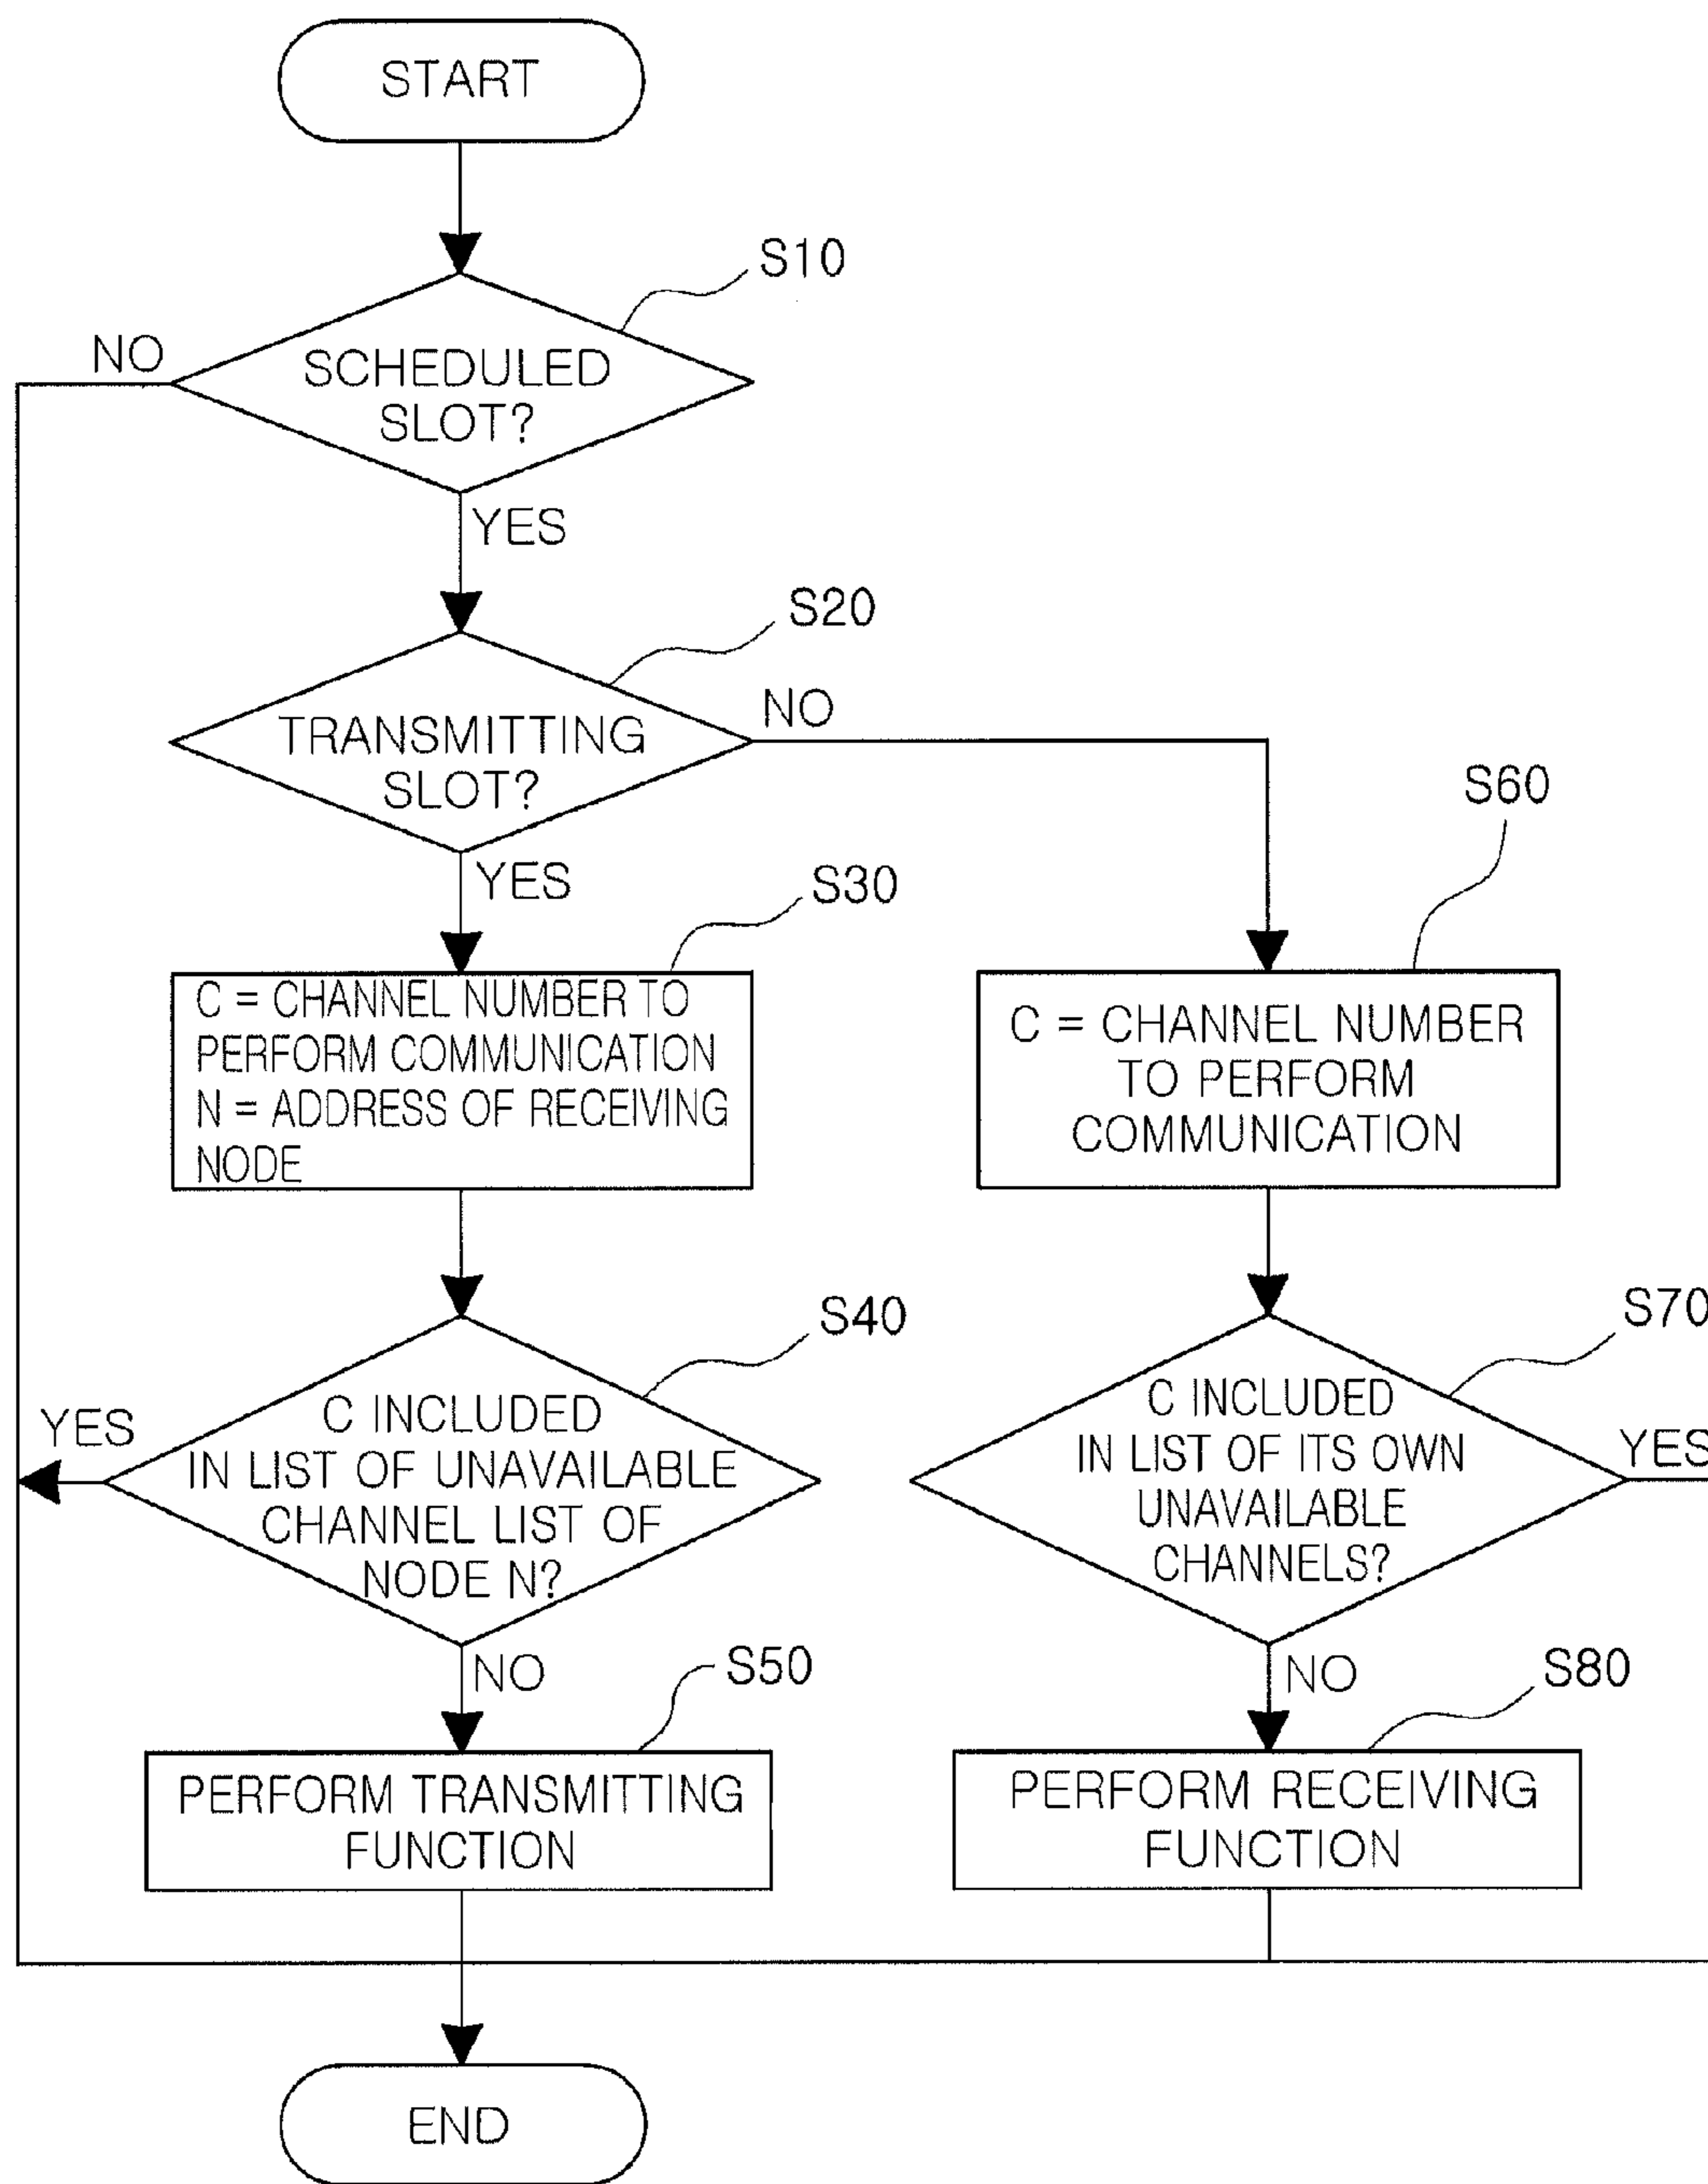 START
S10
NO
SCHEDULED
SLOT?
YES
S20
NO
TRANSMITTING
SLOT?
YES
S30
S60
C = CHANNEL NUMBER TO
PERFORM COMMUNICATION
N = ADDRESS OF RECEIVING
NODE
C = CHANNEL NUMBER
TO PERFORM
COMMUNICATION
S40
YES
C INCLUDED
IN LIST OF UNAVAILABLE
CHANNEL LIST OF
NODE N?
S70
C INCLUDED
IN LIST OF ITS OWN
UNAVAILABLE
CHANNELS?
YES
NO
S50
NO
S80
PERFORM TRANSMITTING
FUNCTION
PERFORM RECEIVING
FUNCTION
END